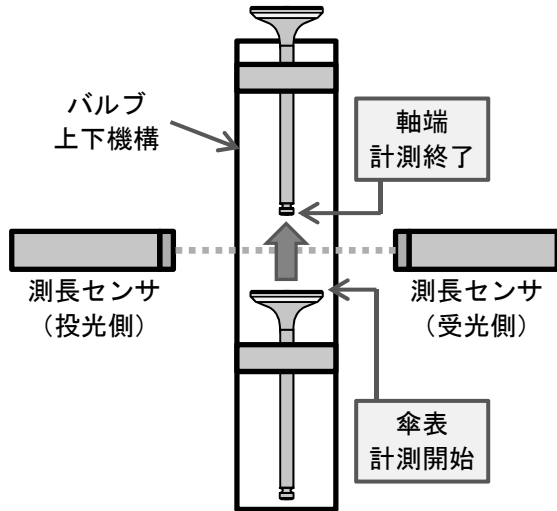 バルブ
上下機構
軸端
計測終了
測長センサ
（投光側）
測長センサ
（受光側）
傘表
計測開始